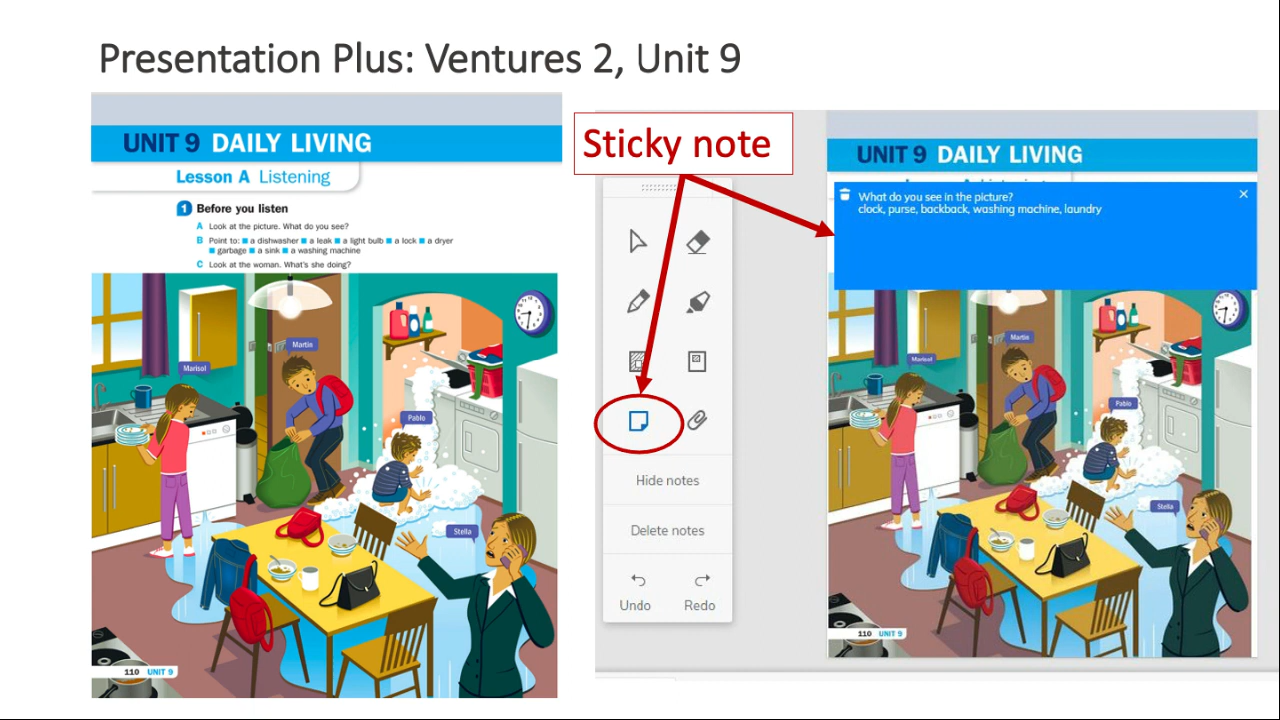 Presentation Plus: Ventures 2, Unit 9
UNIT 9 DAILY LIVING
Lesson A Listening
1 Before you listen
A Look at the picture. What do you see?
B Point to: ■ a dishwasher ■ a leak ■ a light bulb ■ a lock ■ a dryer
■ garbage ■ a sink ■ a washing machine
C Look at the woman. What's she doing?
Martin
Marisol
Pablo
Stella
110 UNIT 9
Sticky note
Hide notes
Delete notes
Undo Redo
UNIT 9 DAILY LIVING
What do you see in the picture?
clock, purse, backback, washing machine, laundry
Martin
Marisol
Pablo
Stella
110 UNIT 9